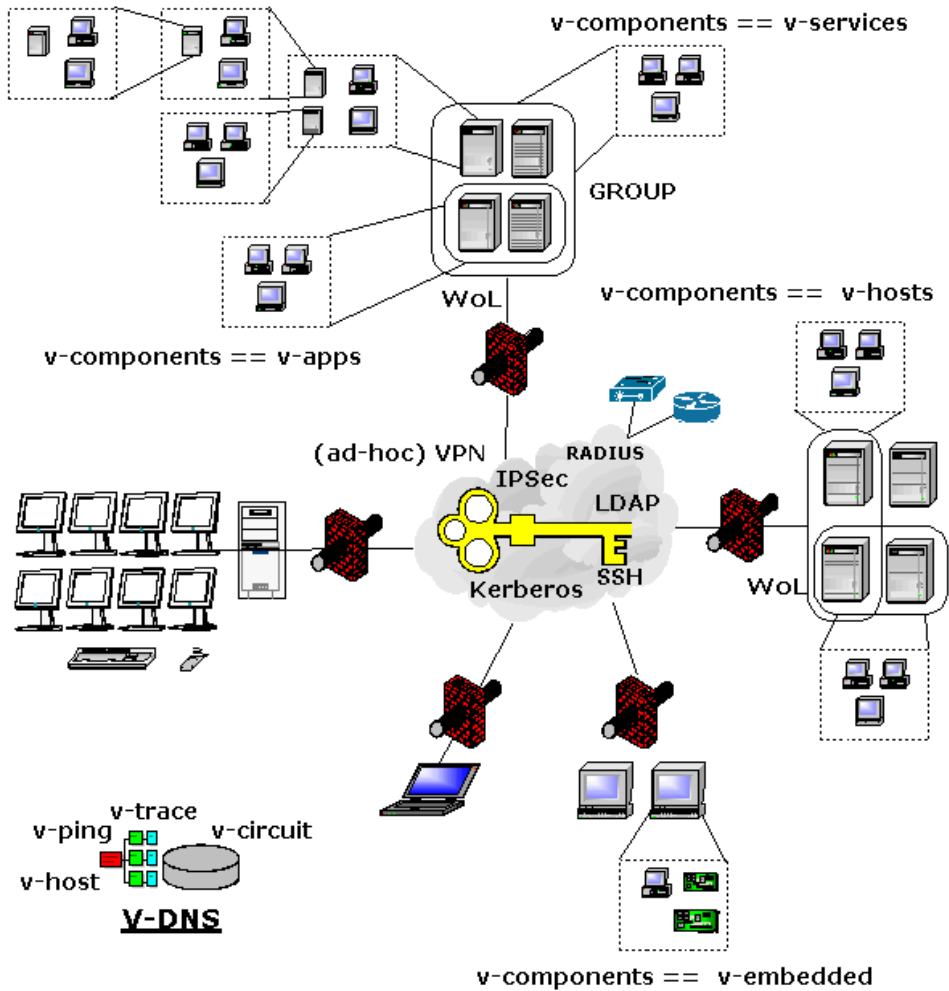 v-components == v-services
GROUP
WoL
v-components == v-hosts
v-components == v-apps
(ad-hoc) VPN
RADIUS
IPSec
LDAP
Kerberos
SSH
WoL
v-trace
v-ping
v-circuit
v-host
V-DNS
v-components == v-embedded